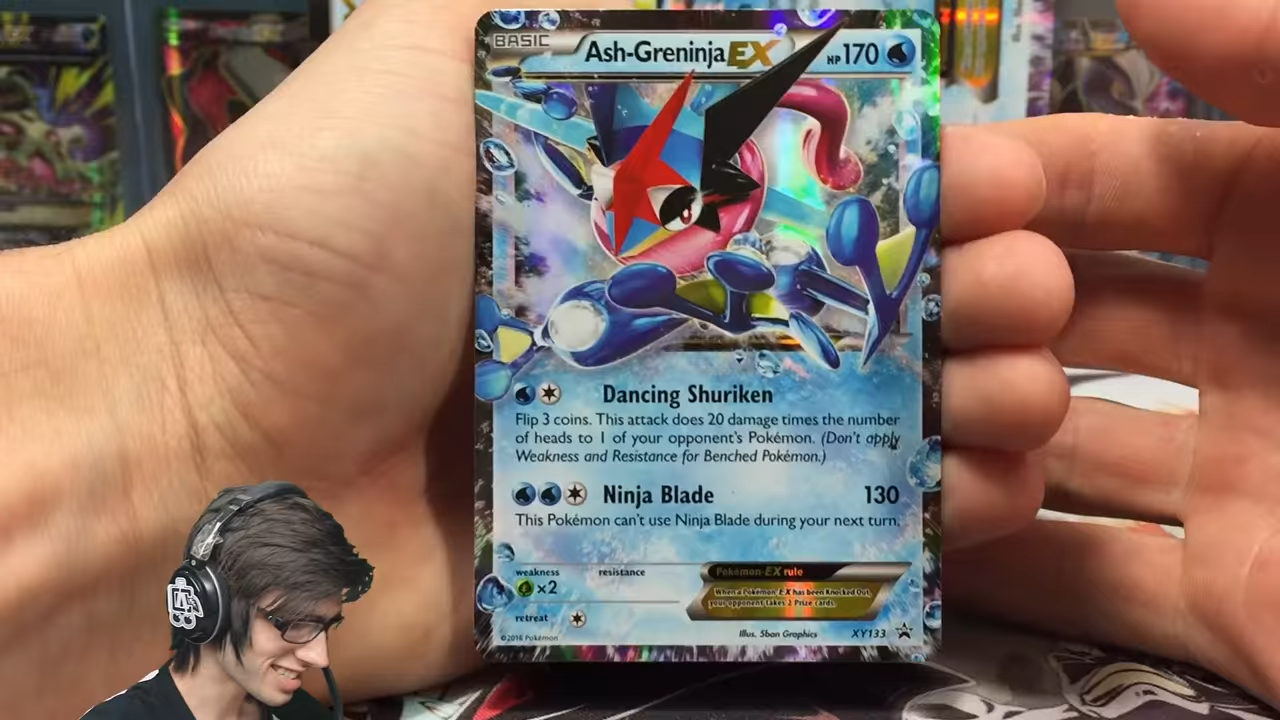 BASIC
Ash-Greninja EX
HP 170
Dancing Shuriken
Flip 3 coins. This attack does 20 damage times the number
of heads to 1 of your opponent's Pokémon. (Don't apply
Weakness and Resistance for Benched Pokémon.)
Ninja Blade 130
This Pokémon can't use Ninja Blade during your next turn.
weakness resistance
×2
retreat
Pokémon-EX rule
When a Pokémon-EX has been Knocked Out,
your opponent takes 2 Prize cards.
©2016 Pokémon
Illus. 5ban Graphics
XY133